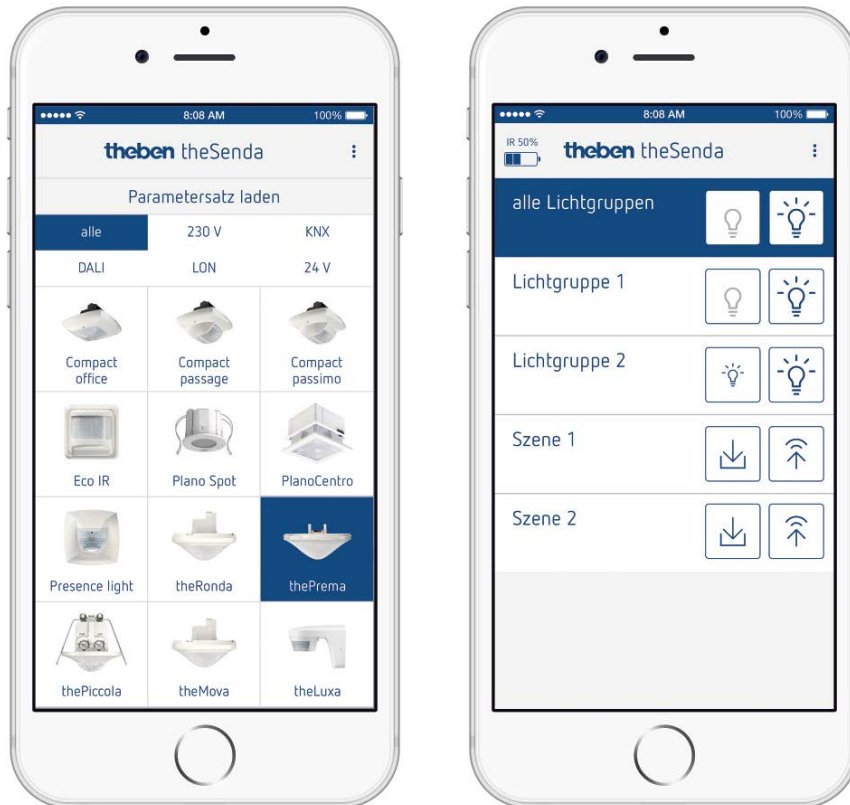 8:08 AM
100%
theben theSenda
Parametersatz laden
alle
230 V
KNX
DALI
LON
24 V
Compact
office
Compact
passage
Compact
passimo
Eco IR
Plano Spot
PlanoCentro
Presence light
theRonda
thePrema
thePiccola
theMova
theLuxa
8:08 AM
100%
IR 50%
theben theSenda
alle Lichtgruppen
Lichtgruppe 1
Lichtgruppe 2
Szene 1
Szene 2